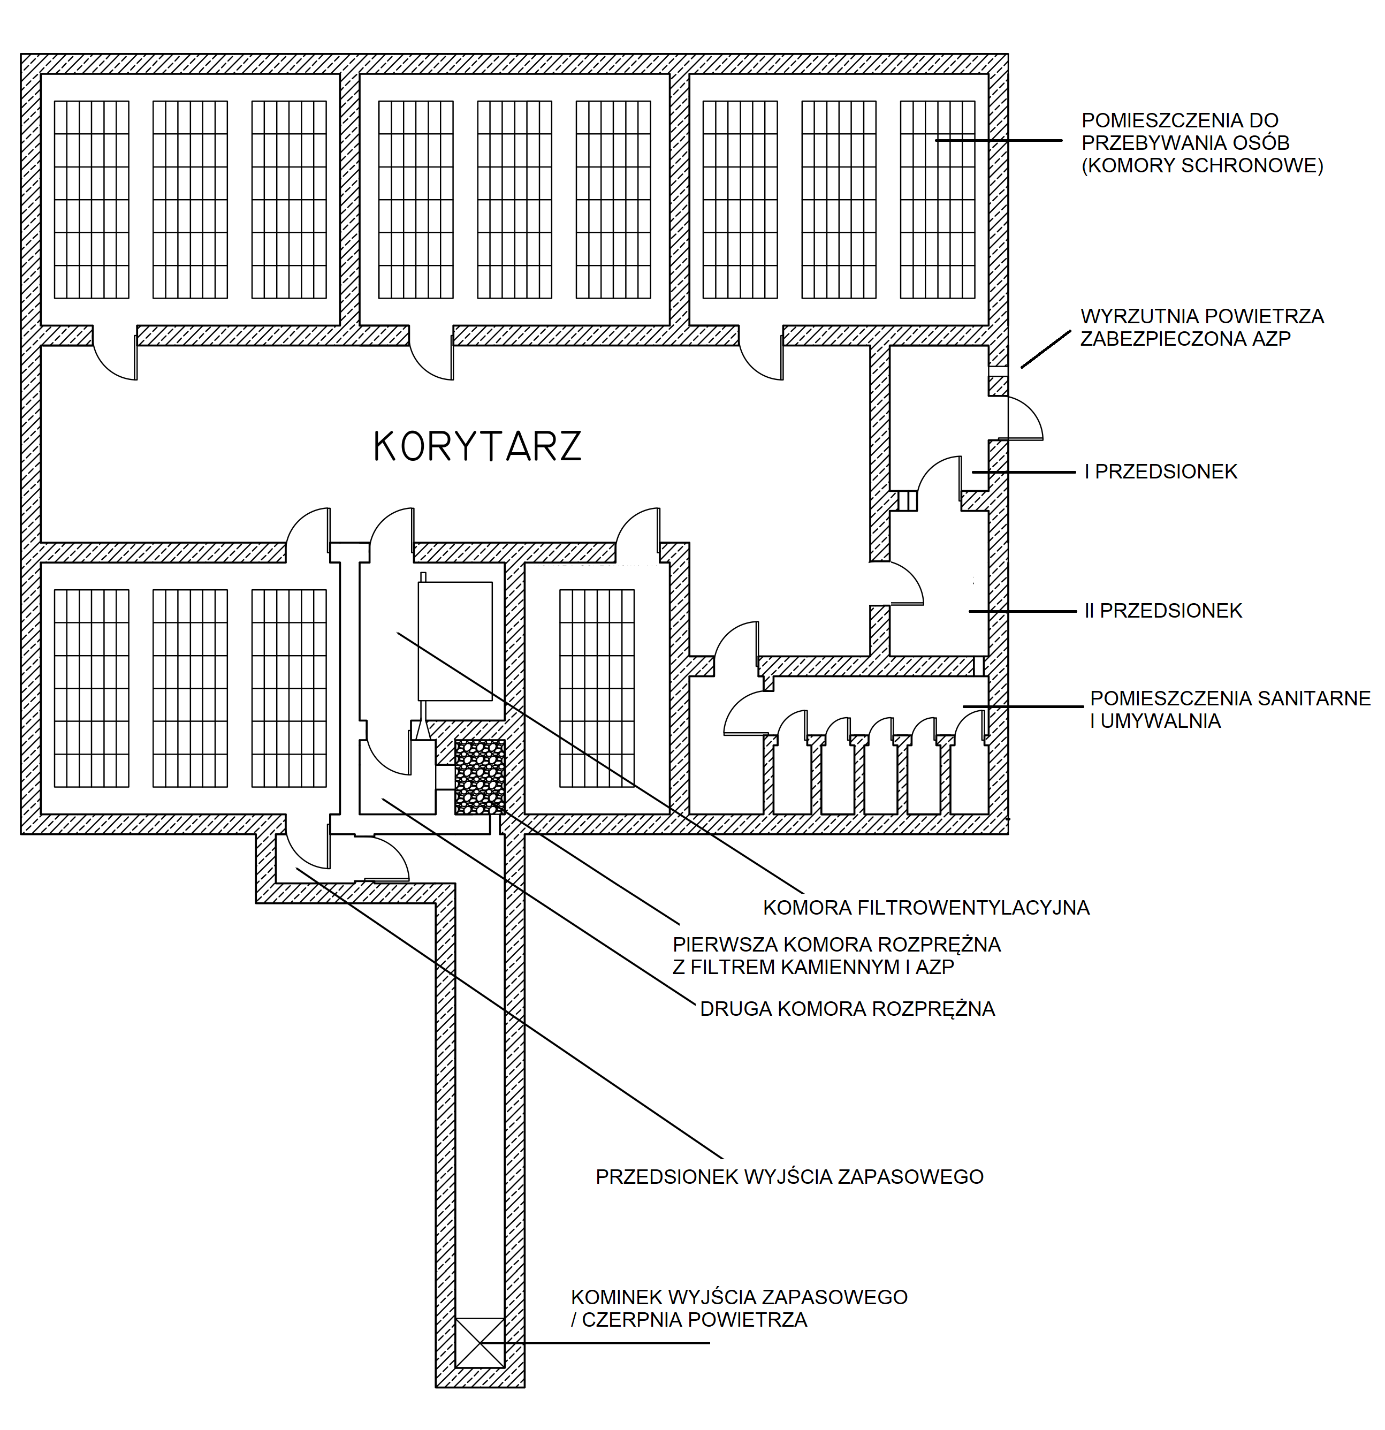 POMIESZCZENIA DO
PRZEBYWANIA OSÓB
(KOMORY SCHRONOWE)
WYRZUTNIA POWIETRZA
ZABEZPIECZONA AZP
KORYTARZ
I PRZEDSIONEK
II PRZEDSIONEK
POMIESZCZENIA SANITARNE
I UMYWALNIA
KOMORA FILTROWENTYLACYJNA
PIERWSZA KOMORA ROZPRĘŻNA
Z FILTREM KAMIENNYM I AZP
DRUGA KOMORA ROZPRĘŻNA
PRZEDSIONEK WYJŚCIA ZAPASOWEGO
KOMINEK WYJŚCIA ZAPASOWEGO
/ CZERPNIA POWIETRZA